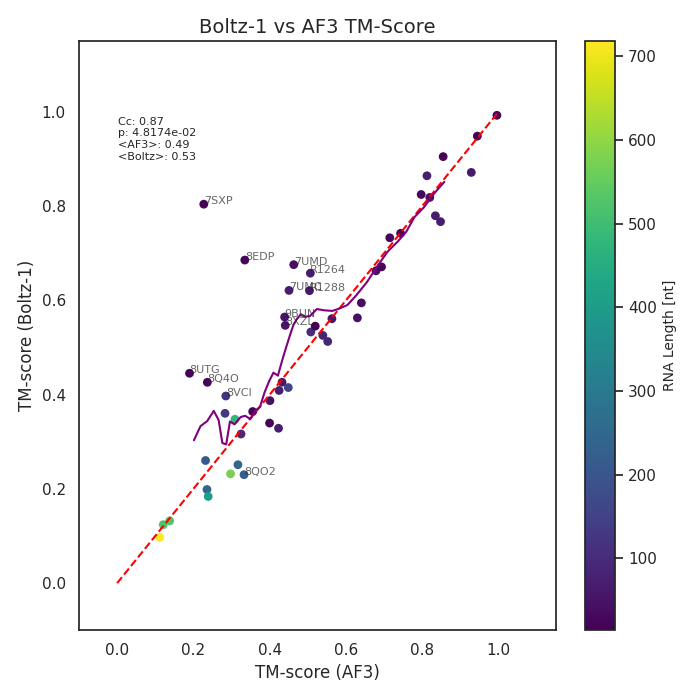 Boltz-1 vs AF3 TM-Score
Cc: 0.87
p: 4.8174e-02
<AF3>: 0.49
<Boltz>: 0.53
7SXP
8EDP
7UMD
R1264
R1288
8UTG
8Q4O
8VCI
8QO2
TM-score (Boltz-1)
1.0
0.8
0.6
0.4
0.2
0.0
0.0 0.2 0.4 0.6 0.8 1.0
TM-score (AF3)
700
600
500
400
300
200
100
RNA Length [nt]